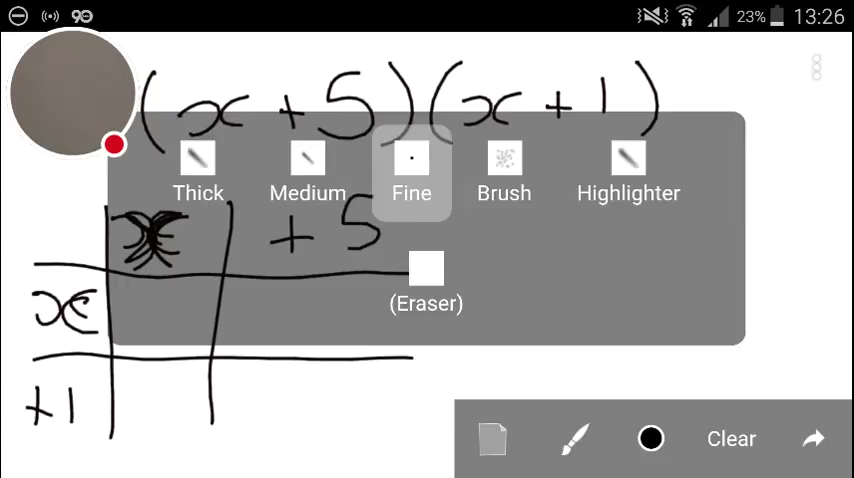 23% 13:26
(x + 5)(x + 1)
Thick Medium Fine Brush Highlighter
x + 5
(Eraser)
x
+1
Clear